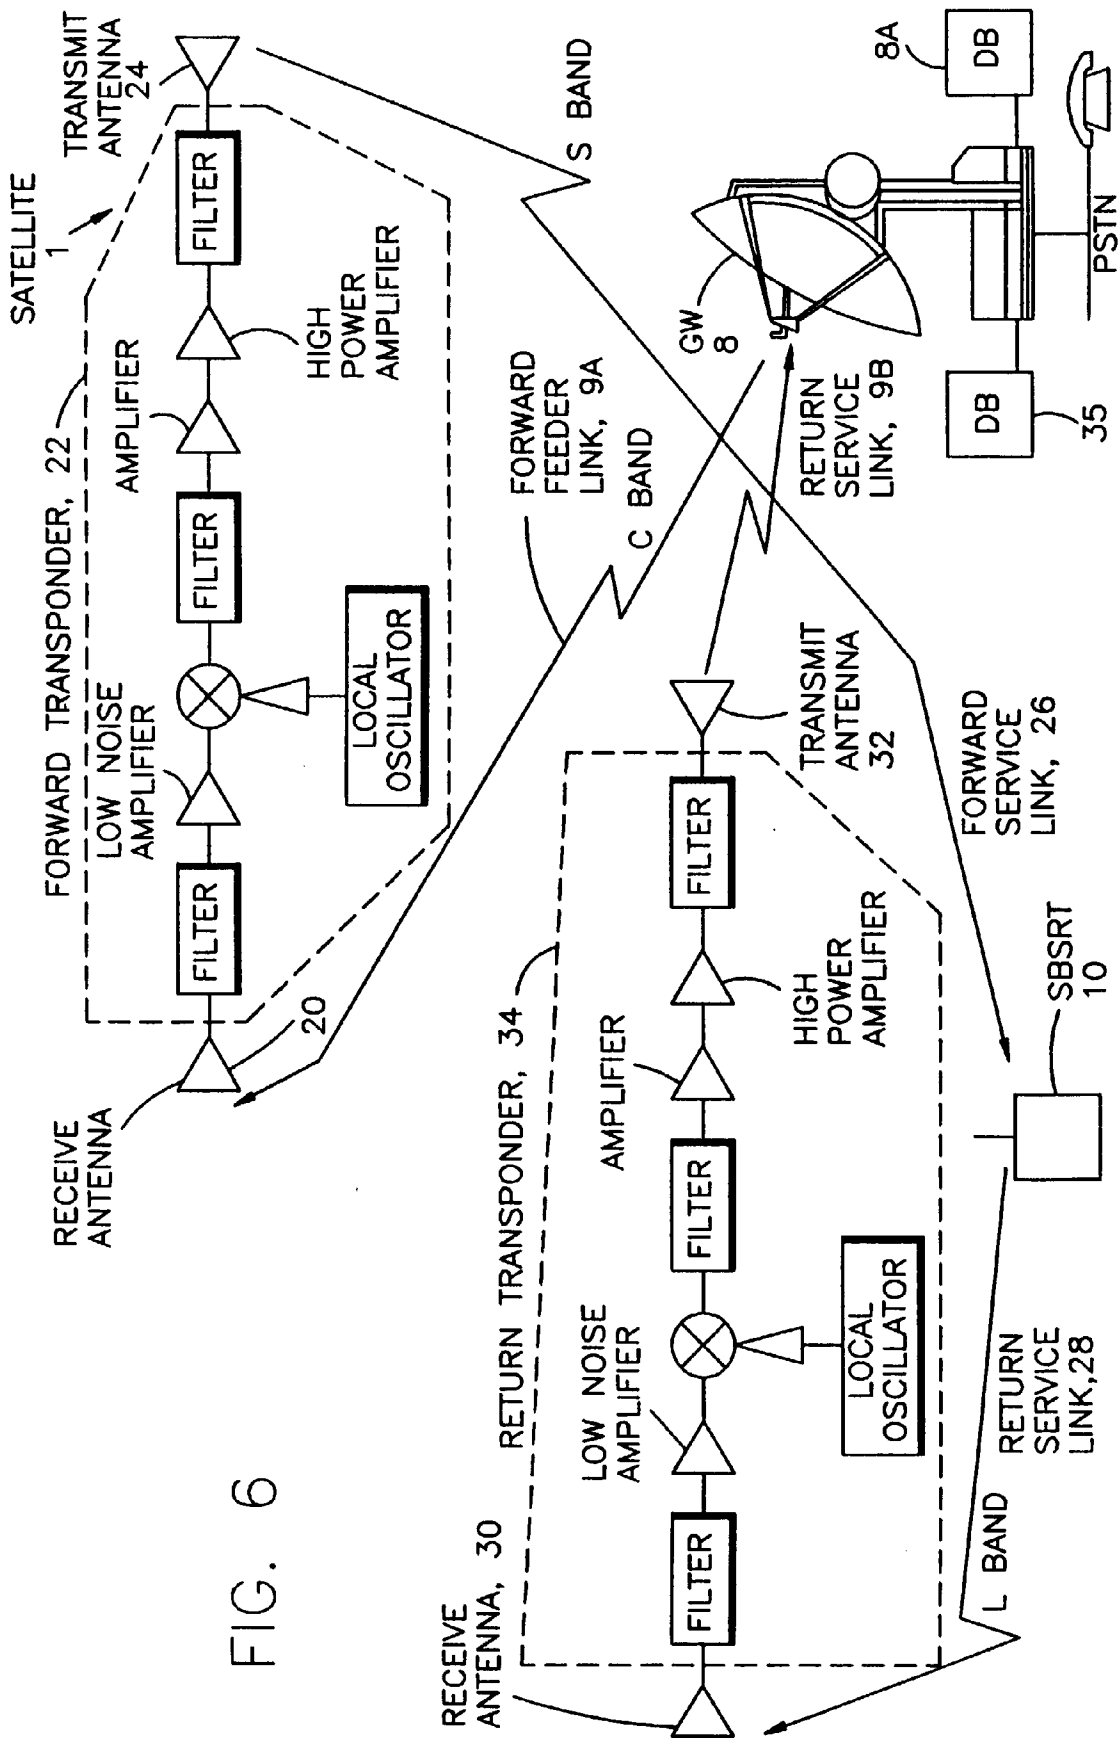 FIG. 6
SATELLITE
1
FORWARD TRANSPONDER, 22
TRANSMIT
ANTENNA
24
RECEIVE
ANTENNA
20
FILTER
LOW NOISE
AMPLIFIER
LOCAL
OSCILLATOR
FILTER
AMPLIFIER
HIGH
POWER
AMPLIFIER
FILTER
S BAND
FORWARD
FEEDER
LINK, 9A
C BAND
RECEIVE
ANTENNA, 30
RETURN TRANSPONDER, 34
FILTER
LOW NOISE
AMPLIFIER
LOCAL
OSCILLATOR
FILTER
AMPLIFIER
HIGH
POWER
AMPLIFIER
FILTER
TRANSMIT
ANTENNA
32
GW
8
RETURN
SERVICE
LINK, 9B
8A
DB
DB
35
PSTN
FORWARD
SERVICE
LINK, 26
L BAND
RETURN
SERVICE
LINK,28
SBSRT
10